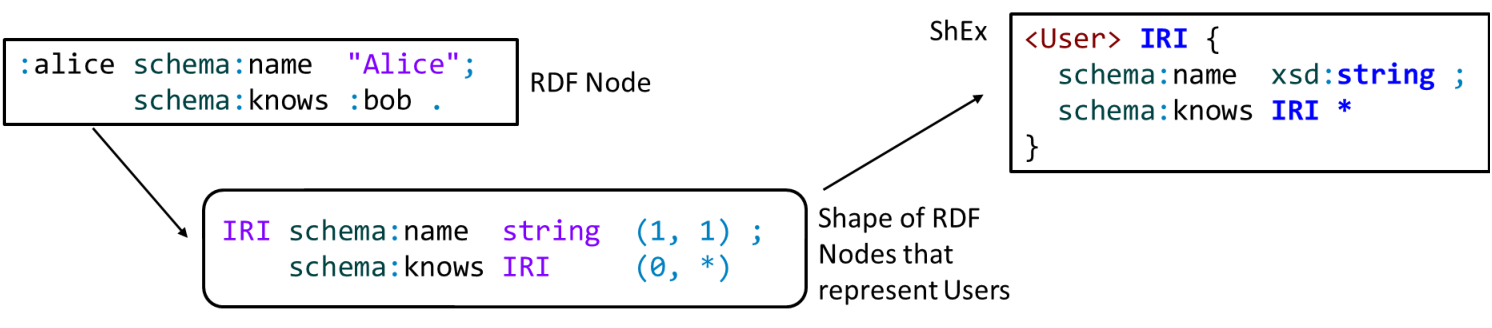 :alice schema:name "Alice";
schema:knows :bob .
RDF Node
IRI schema:name string (1, 1) ;
schema:knows IRI (0, *)
Shape of RDF
Nodes that
represent Users
ShEx
<User> IRI {
schema:name xsd:string ;
schema:knows IRI *
}